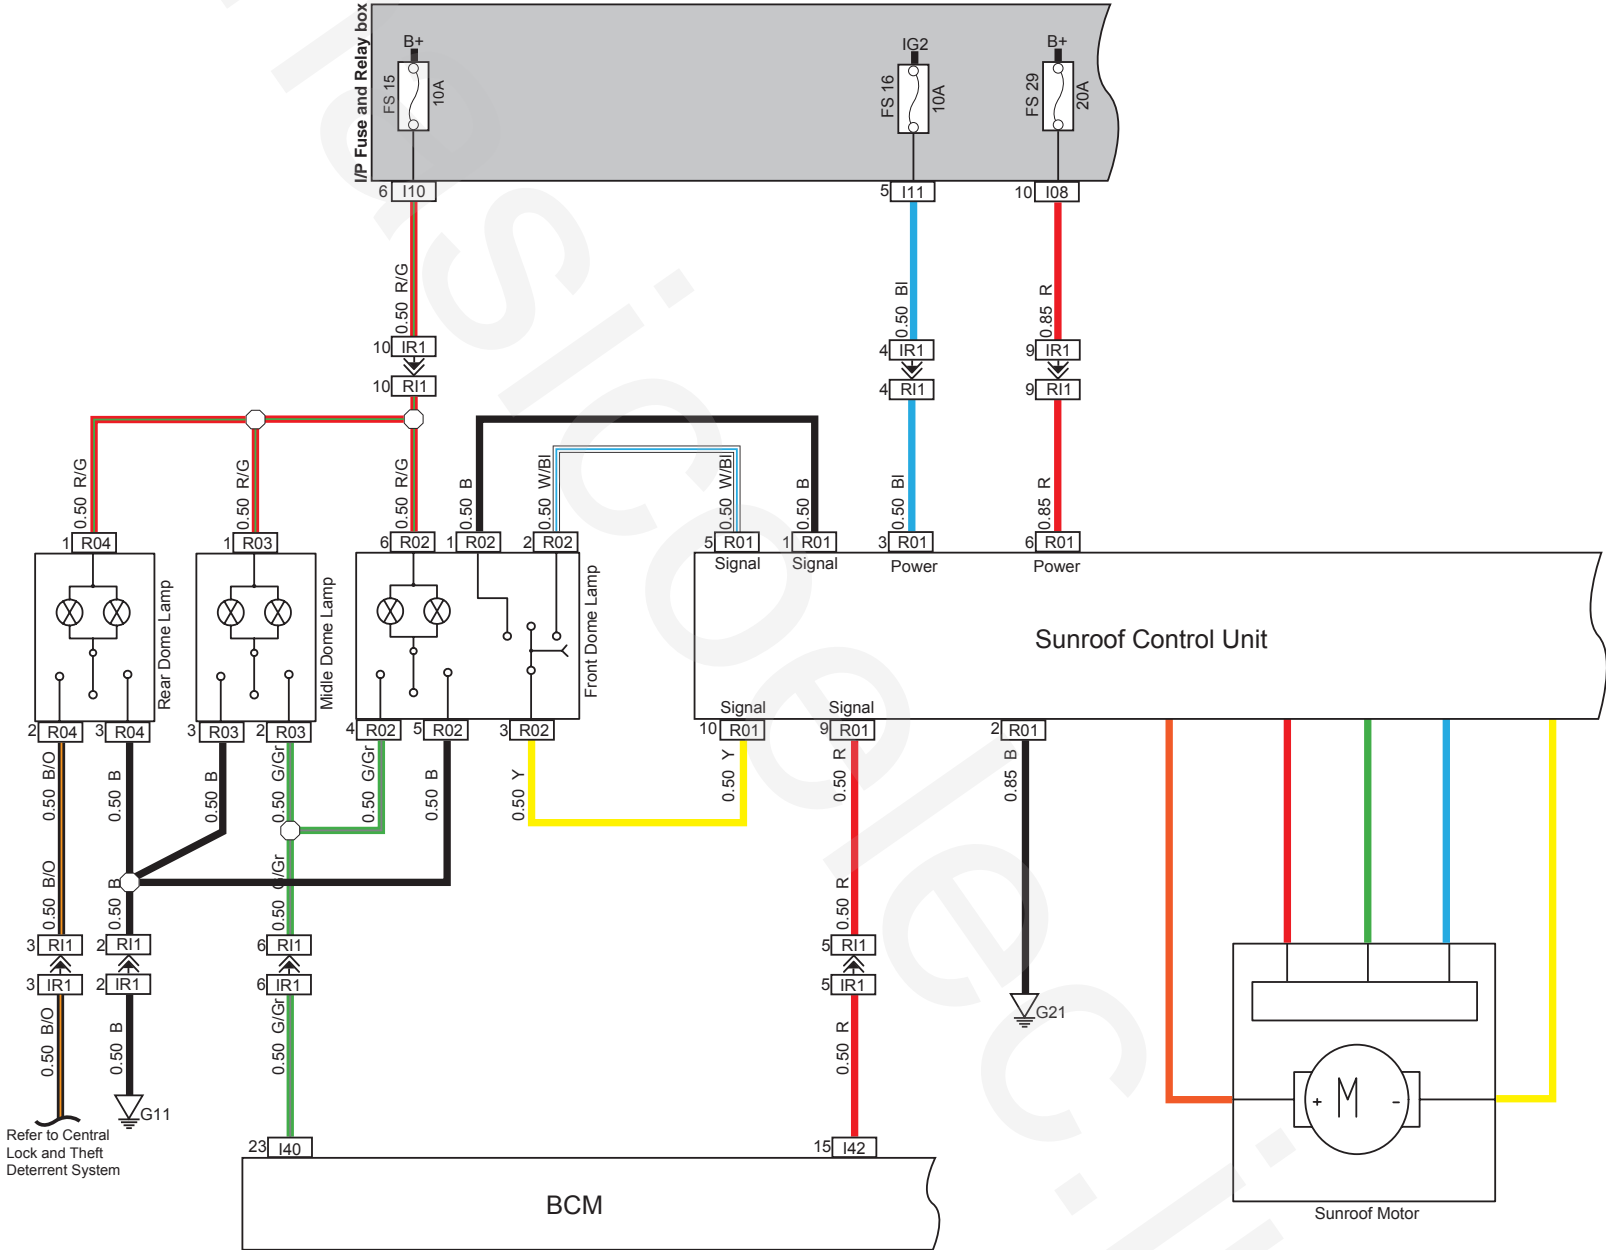 I/P Fuse and Relay box
B+
FS 15
10A
IG2
FS 16
10A
B+
FS 29
20A
6 I10
5 I11
10 I08
0.50 R/G
0.50 Bl
0.85 R
10 IR1
4 IR1
9 IR1
10 RI1
4 RI1
9 RI1
0.50 R/G
0.50 R/G
0.50 R/G
0.50 B
0.50 W/Bl
0.50 W/Bl
0.50 B
0.50 Bl
0.85 R
1 R04
1 R03
6 R02
1 R02
2 R02
5 R01
1 R01
3 R01
6 R01
Signal
Signal
Power
Power
Rear Dome Lamp
Midle Dome Lamp
Front Dome Lamp
Sunroof Control Unit
Signal
Signal
2 R04
3 R04
3 R03
2 R03
4 R02
5 R02
3 R02
10 R01
9 R01
2 R01
0.50 B/O
0.50 B
0.50 B
0.50 G/Gr
0.50 G/Gr
0.50 B
0.50 Y
0.50 Y
0.50 R
0.85 B
0.50 B/O
0.50 B
0.50 G/Gr
0.50 R
3 RI1
2 RI1
6 RI1
5 RI1
3 IR1
2 IR1
6 IR1
5 IR1
G21
0.50 B/O
0.50 B
0.50 G/Gr
0.50 R
G11
Refer to Central
Lock and Theft
Deterrent System
23 I40
15 I42
BCM
+ M -
Sunroof Motor